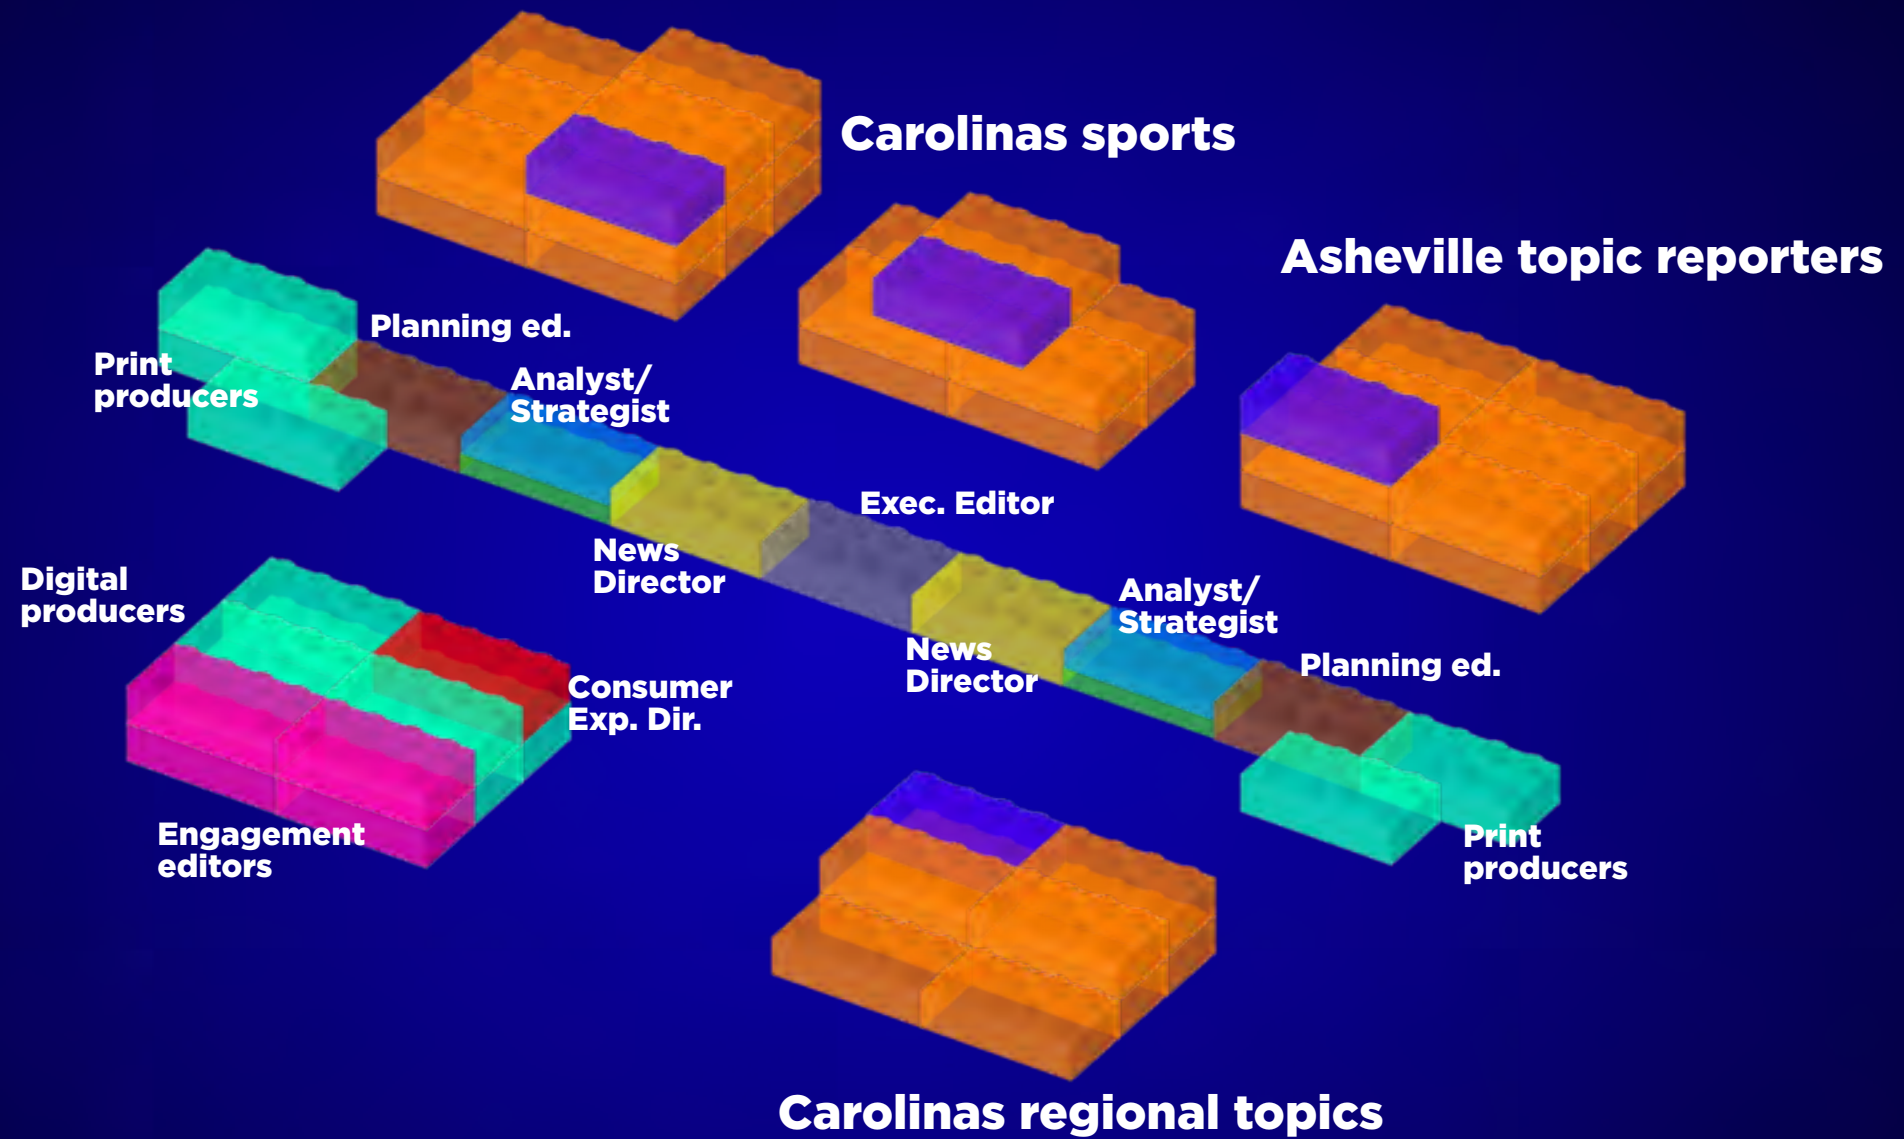 Carolinas sports
Asheville topic reporters
Planning ed.
Print
producers
Analyst/
Strategist
Exec. Editor
News
Director
Digital
producers
Analyst/
Strategist
News
Director
Planning ed.
Consumer
Exp. Dir.
Engagement
editors
Print
producers
Carolinas regional topics